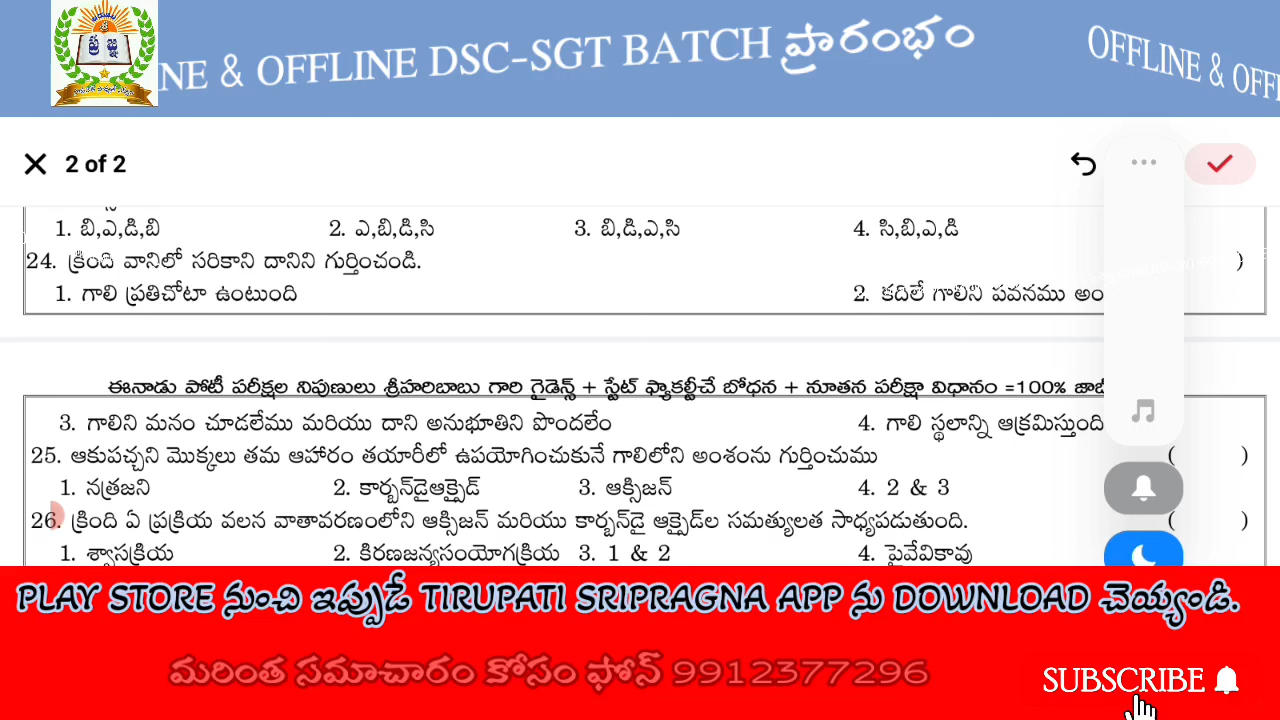 NE & OFFLINE DSC-SGT BATCH ప్రారంభం
OFFLINE & OFF
2 of 2
1. బి,ఎ,డి,బి 2. ఎ,బి,డి,సి 3. బి,డి,ఎ,సి 4. సి,బి,ఎ,డి
24. క్రింది వానిలో సరికాని దానిని గుర్తించండి. )
1. గాలి ప్రతిచోటా ఉంటుంది 2. కదిలే గాలిని పవనము అం
ఈనాడు పోటీ పరీక్షల నిపుణులు శ్రీహరిబాబు గారి గైడెన్స్ + స్టేట్ ఫ్యాకల్టీచే బోధన + నూతన పరీక్షా విధానం =100%
3. గాలిని మనం చూడలేము మరియు దాని అనుభూతిని పొందలేం 4. గాలి స్థలాన్ని ఆక్రమిస్తుంది
25. ఆకుపచ్చని మొక్కలు తమ ఆహారం తయారీలో ఉపయోగించుకునే గాలిలోని అంశంను గుర్తించుము ( )
1. నత్రజని 2. కార్బన్‌డైఆక్సైడ్ 3. ఆక్సిజన్ 4. 2 & 3
26. క్రింది ఏ ప్రక్రియ వలన వాతావరణంలోని ఆక్సిజన్ మరియు కార్బన్‌డై ఆక్సైడ్‌ల సమత్యులత సాధ్యపడుతుంది. ( )
1. శ్వాసక్రియ 2. కిరణజన్యసంయోగక్రియ 3. 1 & 2 4. పైవేవికావు
PLAY STORE నుంచి ఇప్పుడే TIRUPATI SRIPRAGNA APP ను DOWNLOAD చెయ్యండి.
మరింత సమాచారం కోసం ఫోన్ 9912377296
SUBSCRIBE